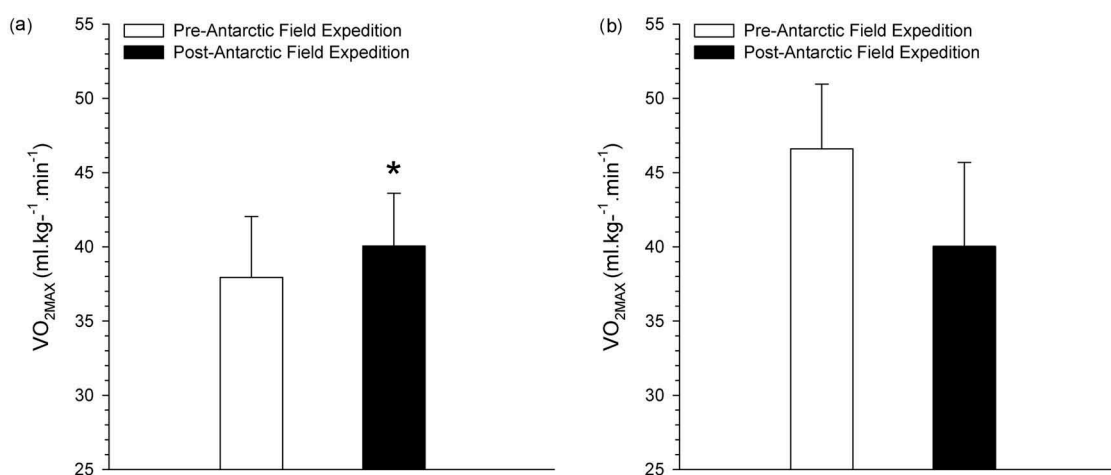 (a)
Pre-Antarctic Field Expedition
Post-Antarctic Field Expedition
55
50
45
40
35
30
25
VO₂MAX (ml.kg-⁻¹.min⁻¹)
*
(b)
Pre-Antarctic Field Expedition
Post-Antarctic Field Expedition
55
50
45
40
35
30
25
VO₂MAX (ml.kg-⁻¹.min⁻¹)